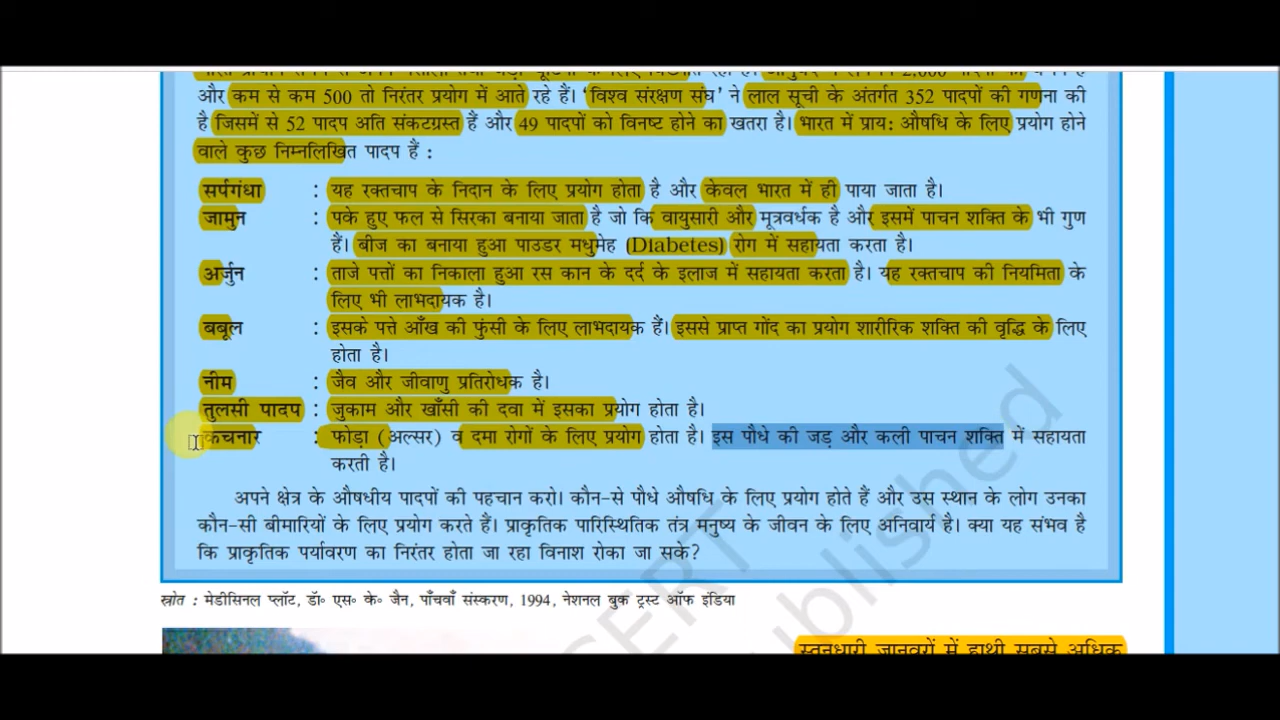 और कम से कम 500 तो निरंतर प्रयोग में आते रहे हैं। ‘विश्व संरक्षण संघ’ ने लाल सूची के अंतर्गत 352 पादपों की गणना की
है जिसमें से 52 पादप अति संकटग्रस्त हैं और 49 पादपों को विनष्ट होने का खतरा है। भारत में प्राय: औषधि के लिए प्रयोग होने
वाले कुछ निम्नलिखित पादप हैं :
सर्पगंधा : यह रक्तचाप के निदान के लिए प्रयोग होता है और केवल भारत में ही पाया जाता है।
जामुन : पके हुए फल से सिरका बनाया जाता है जो कि वायुसारी और मूत्रवर्धक है और इसमें पाचन शक्ति के भी गुण
हैं। बीज का बनाया हुआ पाउडर मधुमेह (Diabetes) रोग में सहायता करता है।
अर्जुन : ताजे पत्तों का निकाला हुआ रस कान के दर्द के इलाज में सहायता करता है। यह रक्तचाप की नियमिता के
लिए भी लाभदायक है।
बबूल : इसके पत्ते आँख की फुंसी के लिए लाभदायक हैं। इससे प्राप्त गोंद का प्रयोग शारीरिक शक्ति की वृद्धि के लिए
होता है।
नीम : जैव और जीवाणु प्रतिरोधक है।
तुलसी पादप : जुकाम और खाँसी की दवा में इसका प्रयोग होता है।
कचनार : फोड़ा (अल्सर) व दमा रोगों के लिए प्रयोग होता है। इस पौधे की जड़ और कली पाचन शक्ति में सहायता
करती है।
अपने क्षेत्र के औषधीय पादपों की पहचान करो। कौन-से पौधे औषधि के लिए प्रयोग होते हैं और उस स्थान के लोग उनका
कौन-सी बीमारियों के लिए प्रयोग करते हैं। प्राकृतिक पारिस्थितिक तंत्र मनुष्य के जीवन के लिए अनिवार्य है। क्या यह संभव है
कि प्राकृतिक पर्यावरण का निरंतर होता जा रहा विनाश रोका जा सके?
स्रोत : मेडीसिनल प्लॉट, डॉ॰ एस॰ के॰ जैन, पाँचवाँ संस्करण, 1994, नेशनल बुक ट्रस्ट ऑफ इंडिया
स्तनधारी जानवरों में हाथी सबसे अधिक